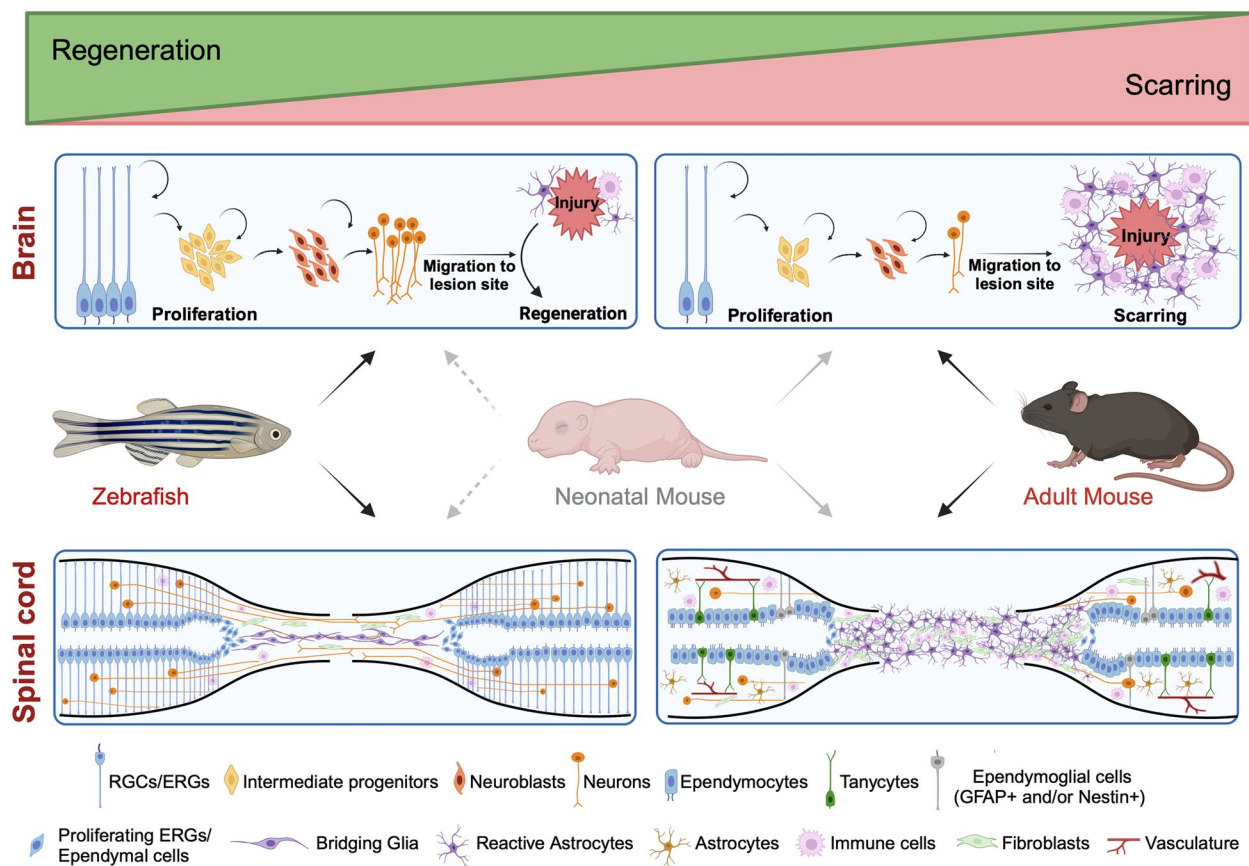 Regeneration
Scarring
Brain
Injury
Migration to
lesion site
Proliferation
Regeneration
Injury
Migration to
lesion site
Proliferation
Scarring
Zebrafish
Neonatal Mouse
Adult Mouse
Spinal cord
RGCs/ERGs
Intermediate progenitors
Neuroblasts
Neurons
Ependymocytes
Tanycytes
Ependymoglial cells
(GFAP+ and/or Nestin+)
Proliferating ERGs/
Ependymal cells
Bridging Glia
Reactive Astrocytes
Astrocytes
Immune cells
Fibroblasts
Vasculature